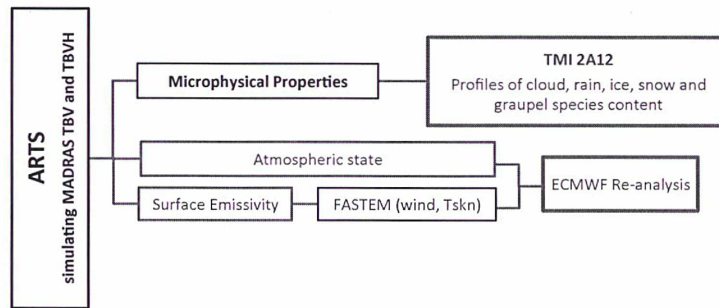 ARTS
simulating MADRAS TBV and TBVH
Microphysical Properties
TMI 2A12
Profiles of cloud, rain, ice, snow and
graupel species content
Atmospheric state
Surface Emissivity
FASTEM (wind, Tskn)
ECMWF Re-analysis